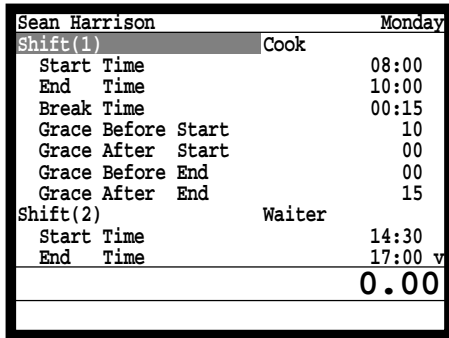 Sean Harrison Monday
Shift(1) Cook
Start Time 08:00
End Time 10:00
Break Time 00:15
Grace Before Start 10
Grace After Start 00
Grace Before End 00
Grace After End 15
Shift(2) Waiter
Start Time 14:30
End Time 17:00 v
0.00